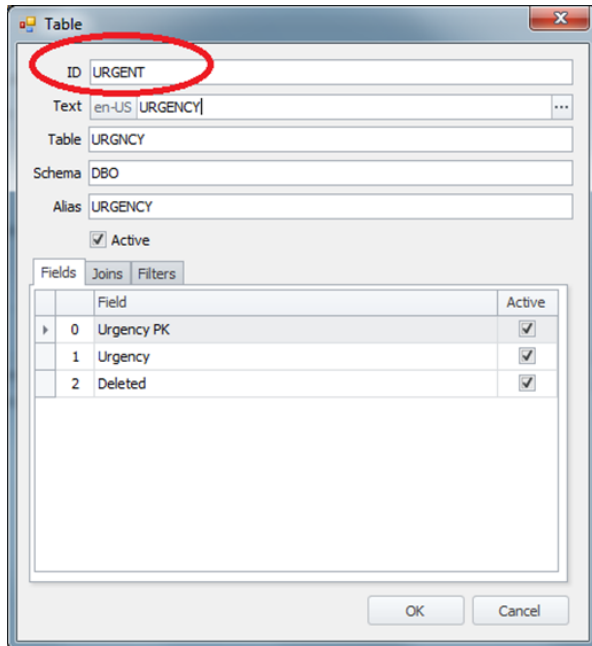 Table
ID URGENT
Text en-US URGENCY ...
Table URGNCY
Schema DBO
Alias URGENCY
Active
Fields Joins Filters
Field Active
0 Urgency PK
1 Urgency
2 Deleted
OK Cancel